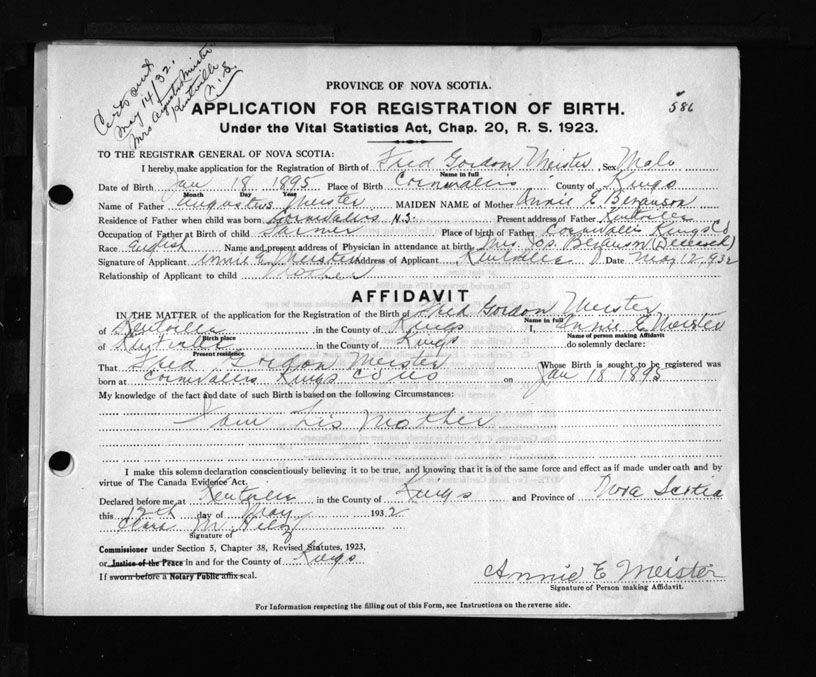 Certs sent
May 14/32.
Mrs Augustus Meister
Kentville
N.S.
PROVINCE OF NOVA SCOTIA.
586
APPLICATION FOR REGISTRATION OF BIRTH.
Under the Vital Statistics Act, Chap. 20, R. S. 1923.
TO THE REGISTRAR GENERAL OF NOVA SCOTIA:
I hereby make application for the Registration of Birth of Fred Gordon Meister, Sex Male
Name in full
Date of Birth Jan 18 1895 Place of Birth Cornwallis County of Kings
Month Day Year
Name of Father Augustus Meister MAIDEN NAME of Mother Annie E.
Residence of Father when child was born Cornwallis N.S. Present address of Father Kentville
Occupation of Father at Birth of child Farmer Place of birth of Father Cornwallis Kings Co
Race English Name and present address of Physician in attendance at birth Mrs. Jos. (Deceased)
Signature of Applicant Annie E. Meister Address of Applicant Kentville Date May 12 932
Relationship of Applicant to child Mother
AFFIDAVIT
IN THE MATTER of the application for the Registration of the Birth of Fred Gordon Meister
Name in full
of Kentville, in the County of Kings I, Annie E Meister
Birth place Name of person making Affidavit
of Kentville in the County of Kings do solemnly declare:
Present residence
That Fred Gordon Meister Whose Birth is sought to be registered was
born at Cornwallis Kings Co NS on Jan 18 1895
My knowledge of the fact and date of such Birth is based on the following Circumstances:
I am his Mother
I make this solemn declaration conscientiously believing it to be true, and knowing that it is of the same force and effect as if made under oath and by
virtue of The Canada Evidence Act.
Declared before me at Kentville in the County of Kings and Province of Nova Scotia
this 12th day of May 1932
Clara M.
Signature of
Commissioner under Section 5, Chapter 38, Revised Statutes, 1923,
or Justice of the Peace in and for the County of Kings
If sworn before a Notary Public affix seal.
Annie E Meister
Signature of Person making Affidavit.
For Information respecting the filling out of this Form, see Instructions on the reverse side.